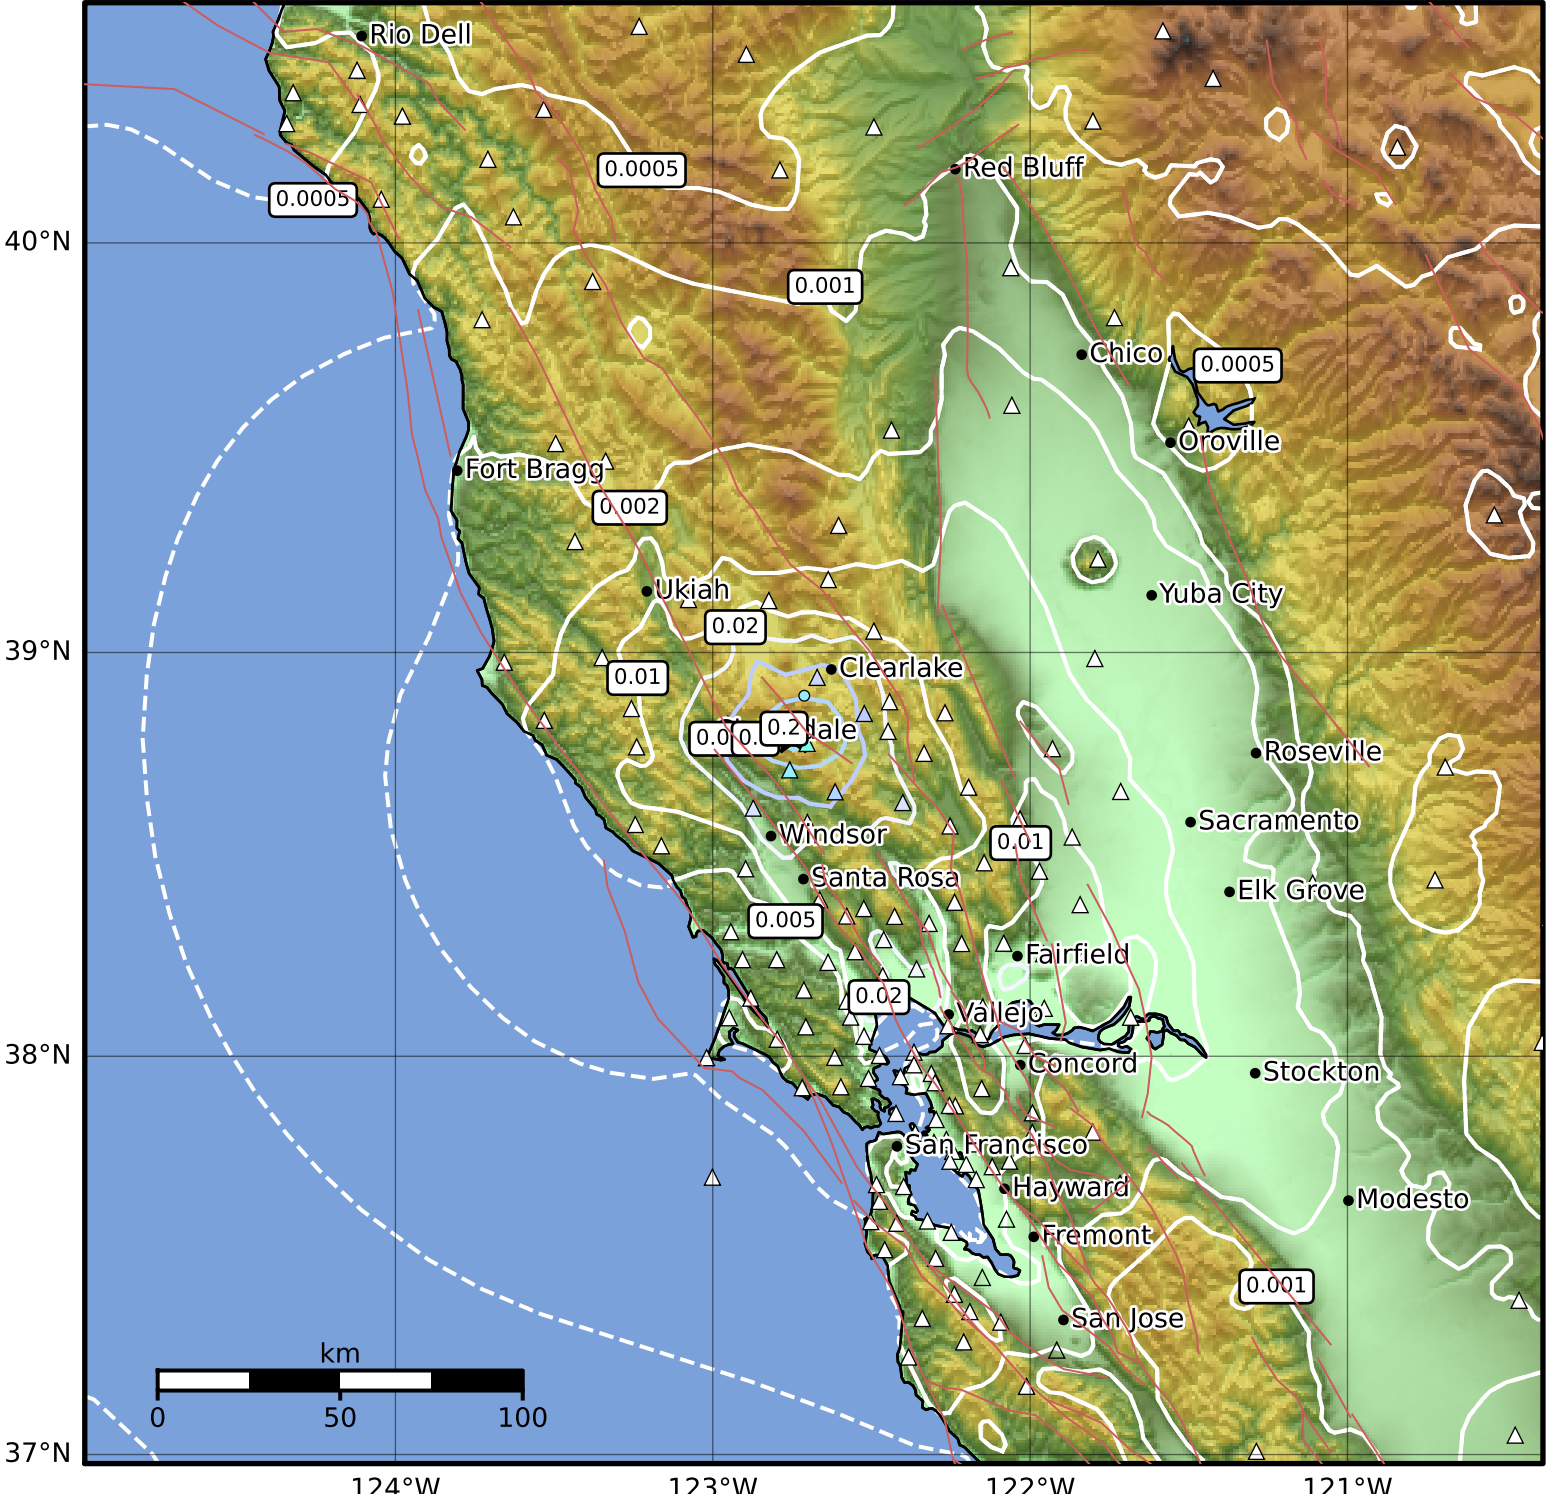 Rio Dell
0.0005
Red Bluff
0.0005
40°N
0.001
Chico
0.0005
Oroville
Fort Bragg
0.002
Ukiah
Yuba City
0.02
39°N
Clearlake
0.01
0.2
dale
Roseville
Sacramento
Windsor
0.01
Santa Rosa
Elk Grove
0.005
Fairfield
0.02
Vallejo
38°N
Concord
Stockton
San Francisco
Hayward
Modesto
Fremont
0.001
San Jose
km
0 50 100
37°N
124°W 123°W 122°W 121°W